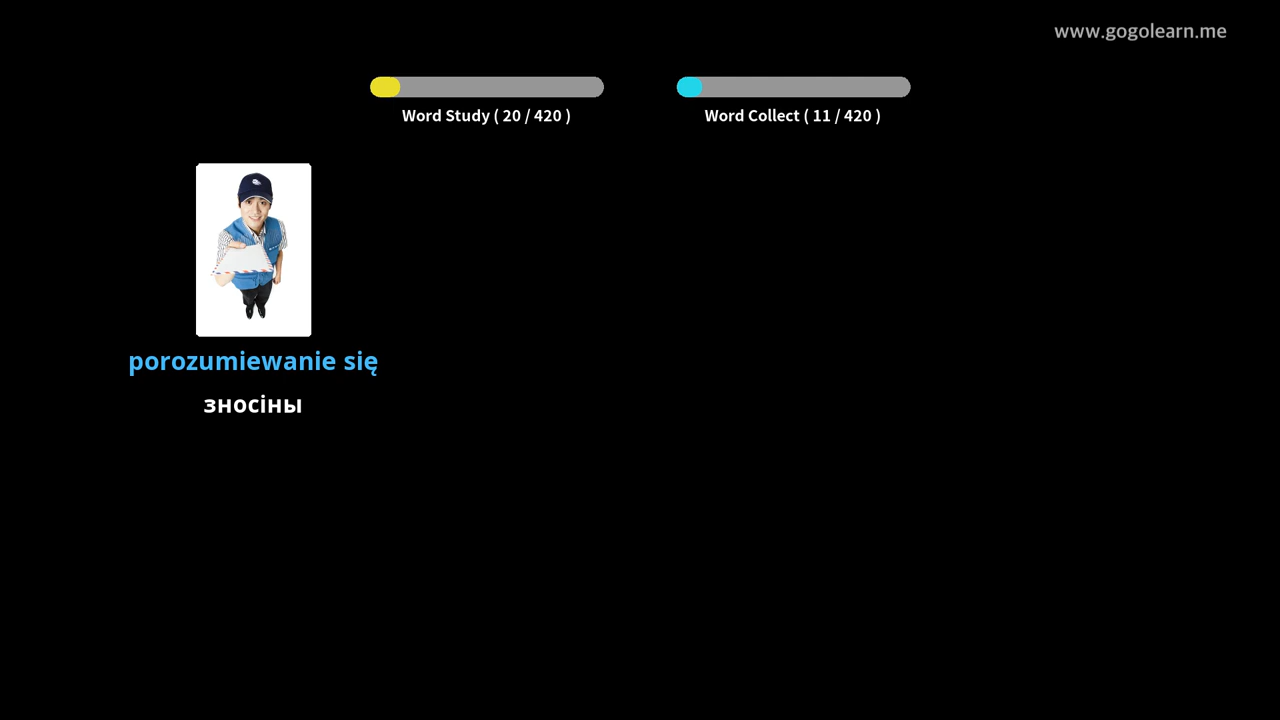 www.gogolearn.me
Word Study ( 20 / 420 )
Word Collect ( 11 / 420 )
porozumiewanie się
зносіны